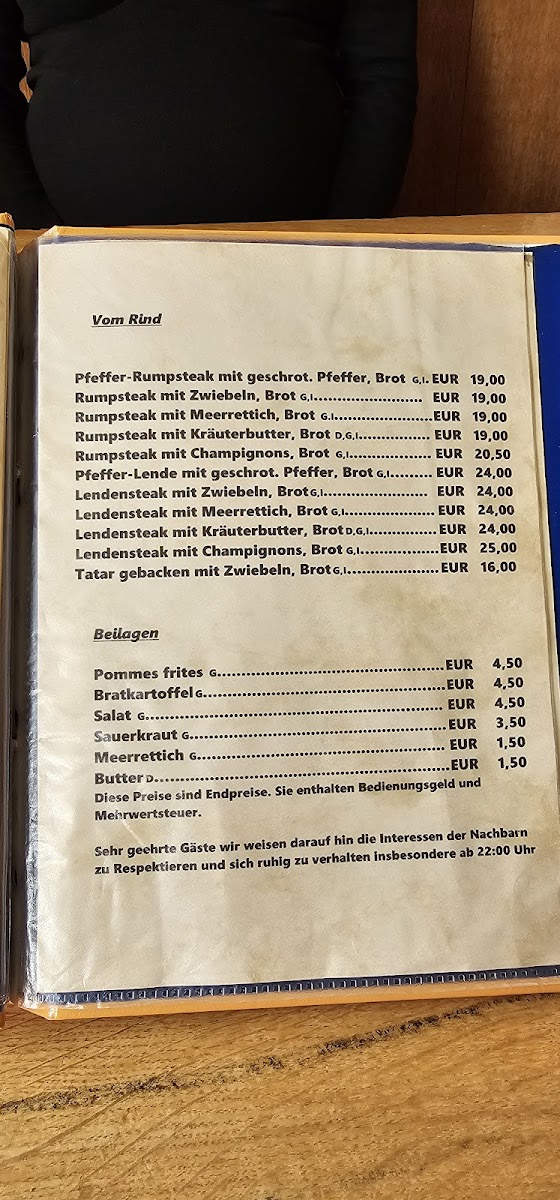 Vom Rind
Pfeffer-Rumpsteak mit geschrot. Pfeffer, Brot G,I. EUR 19,00
Rumpsteak mit Zwiebeln, Brot G,I........................ EUR 19,00
Rumpsteak mit Meerrettich, Brot G.I......................EUR 19,00
Rumpsteak mit Kräuterbutter, Brot D,G,I................ EUR 19,00
Rumpsteak mit Champignons, Brot G,I.................. EUR 20,50
Pfeffer-Lende mit geschrot. Pfeffer, Brot G,I......... EUR 24,00
Lendensteak mit Zwiebeln, Brot G,I....................... EUR 24,00
Lendensteak mit Meerrettich, Brot G,I.................... EUR 24,00
Lendensteak mit Kräuterbutter, Brot D,G,I...............EUR 24,00
Lendensteak mit Champignons, Brot G,I..................EUR 25,00
Tatar gebacken mit Zwiebeln, Brot G,I.....................EUR 16,00
Beilagen
Pommes frites G..................................................EUR 4,50
Bratkartoffel G......................................................EUR 4,50
Salat G................................................................. EUR 4,50
Sauerkraut G.........................................................EUR 3,50
Meerrettich G........................................................ EUR 1,50
Butter D.................................................................EUR 1,50
Diese Preise sind Endpreise. Sie enthalten Bedienungsgeld und
Mehrwertsteuer.
Sehr geehrte Gäste wir weisen darauf hin die Interessen der Nachbarn
zu Respektieren und sich ruhig zu verhalten insbesondere ab 22:00 Uhr